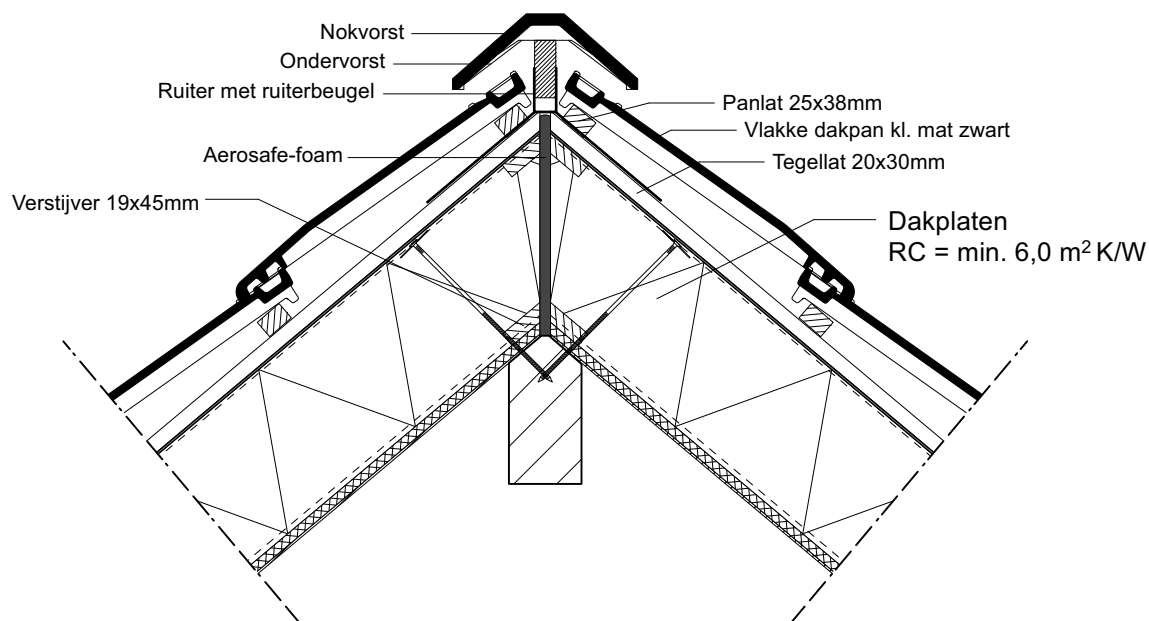 Nokvorst
Ondervorst
Ruiter met ruiterbeugel
Aerosafe-foam
Verstijver 19x45mm
Panlat 25x38mm
Vlakke dakpan kl. mat zwart
Tegellat 20x30mm
Dakplaten
RC = min. 6,0 m² K/W